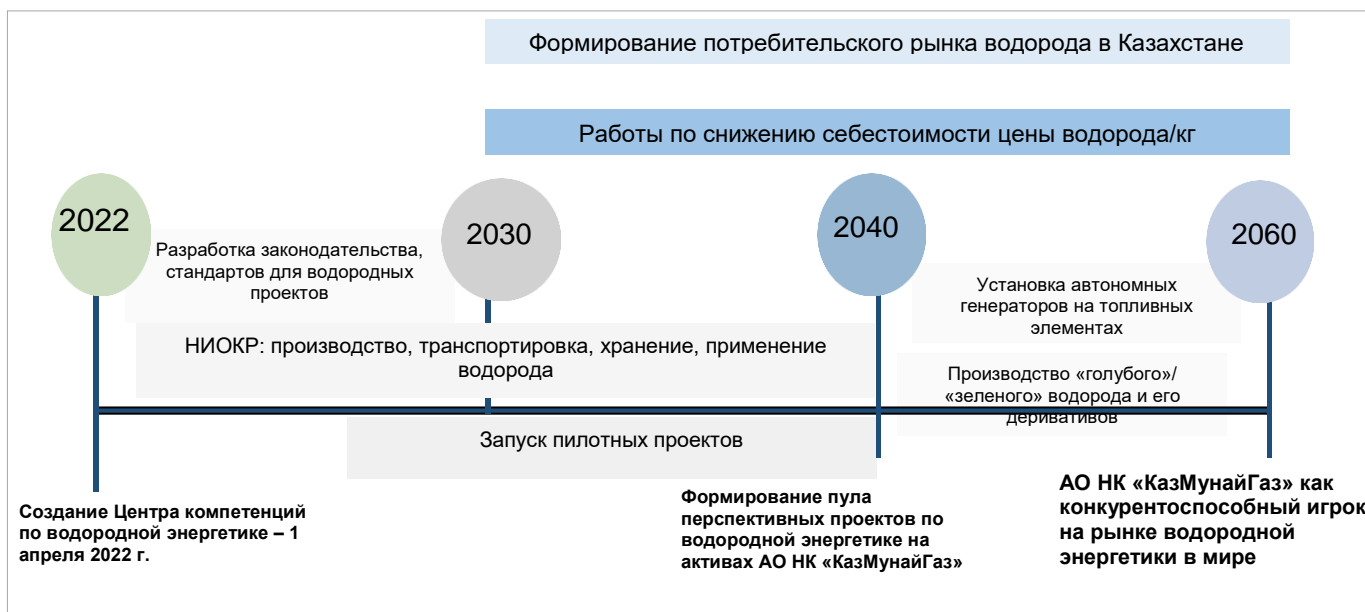 Формирование потребительского рынка водорода в Казахстане
Работы по снижению себестоимости цены водорода/кг
2022
2030
2040
2060
Разработка законодательства,
стандартов для водородных
проектов
Установка автономных
генераторов на топливных
элементах
НИОКР: производство, транспортировка, хранение, применение
водорода
Производство «голубого»/
«зеленого» водорода и его
деривативов
Запуск пилотных проектов
Создание Центра компетенций
по водородной энергетике – 1
апреля 2022 г.
Формирование пула
перспективных проектов по
водородной энергетике на
активах АО НК «КазМунайГаз»
АО НК «КазМунайГаз» как
конкурентоспособный игрок
на рынке водородной
энергетики в мире